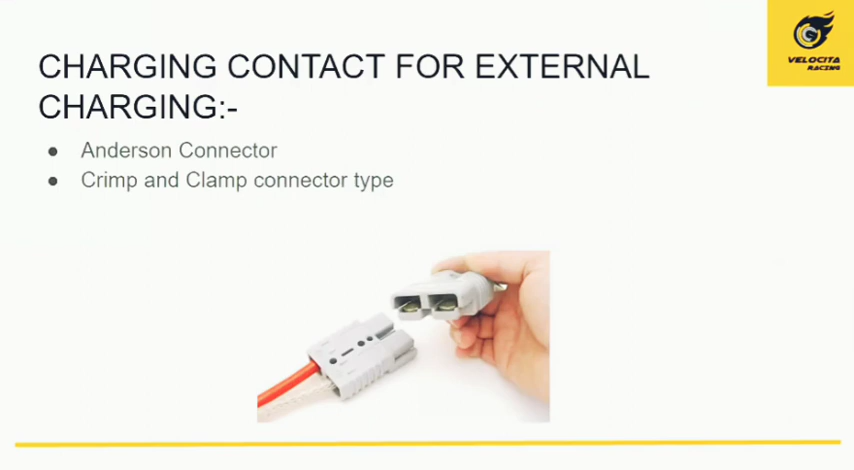 CHARGING CONTACT FOR EXTERNAL
CHARGING:-
● Anderson Connector
● Crimp and Clamp connector type
VELOCITA
RACING